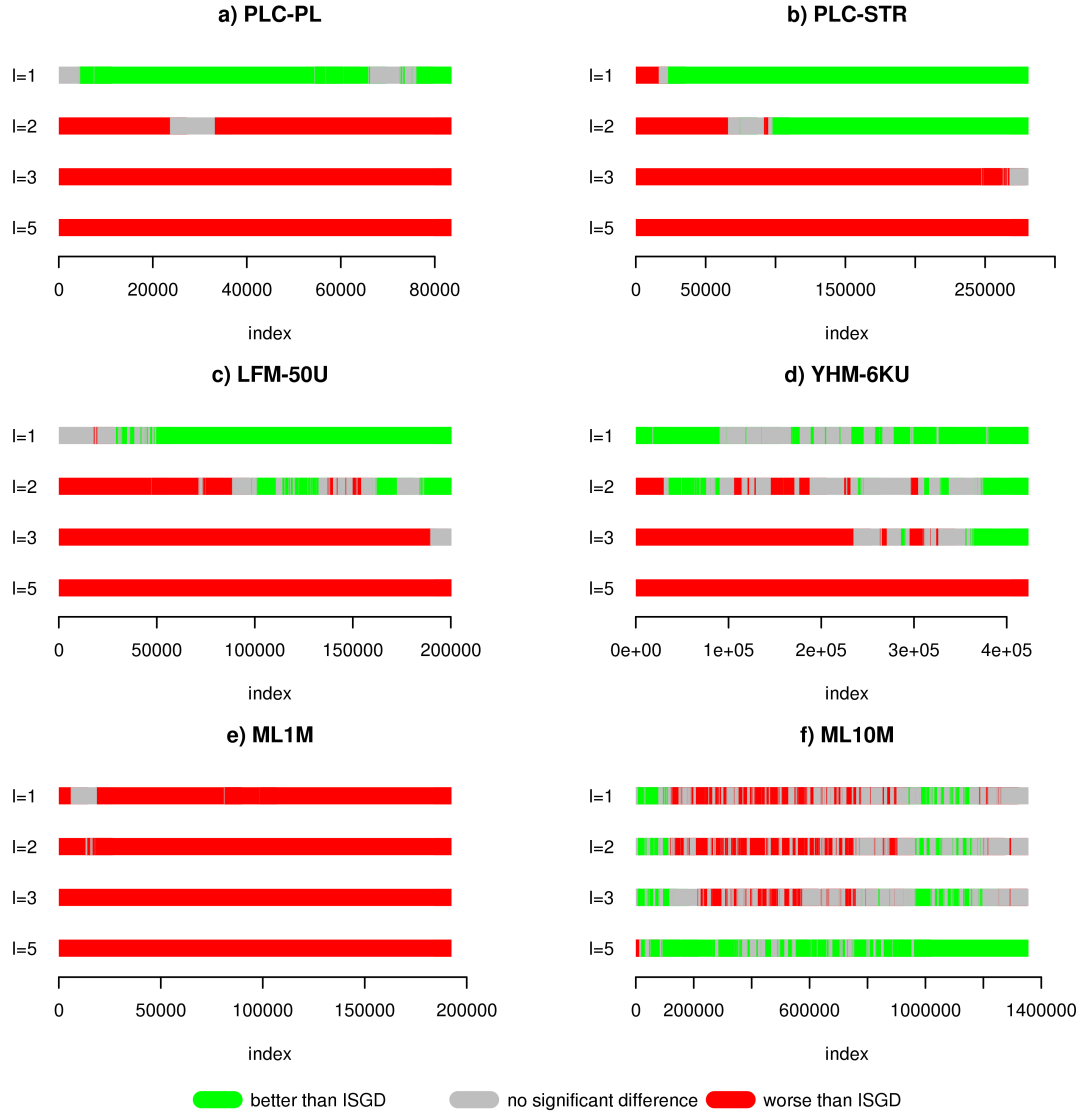 a) PLC-PL
b) PLC-STR
l=1
l=2
l=3
l=5
0 20000 40000 60000 80000
index
l=1
l=2
l=3
l=5
0 50000 150000 250000
index
c) LFM-50U
d) YHM-6KU
l=1
l=2
l=3
l=5
0 50000 100000 150000 200000
index
l=1
l=2
l=3
l=5
0e+00 1e+05 2e+05 3e+05 4e+05
index
e) ML1M
f) ML10M
l=1
l=2
l=3
l=5
0 50000 100000 150000 200000
index
l=1
l=2
l=3
l=5
0 200000 600000 1000000 1400000
index
better than ISGD no significant difference worse than ISGD